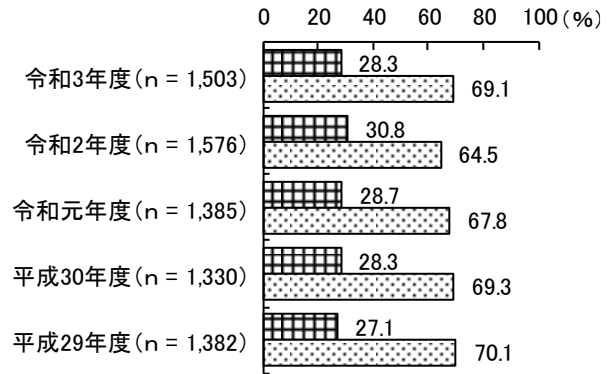 0 20 40 60 80 100(%)
令和3年度(n = 1,503) 28.3
69.1
令和2年度(n = 1,576) 30.8
64.5
令和元年度(n = 1,385) 28.7
67.8
平成30年度(n = 1,330) 28.3
69.3
平成29年度(n = 1,382) 27.1
70.1